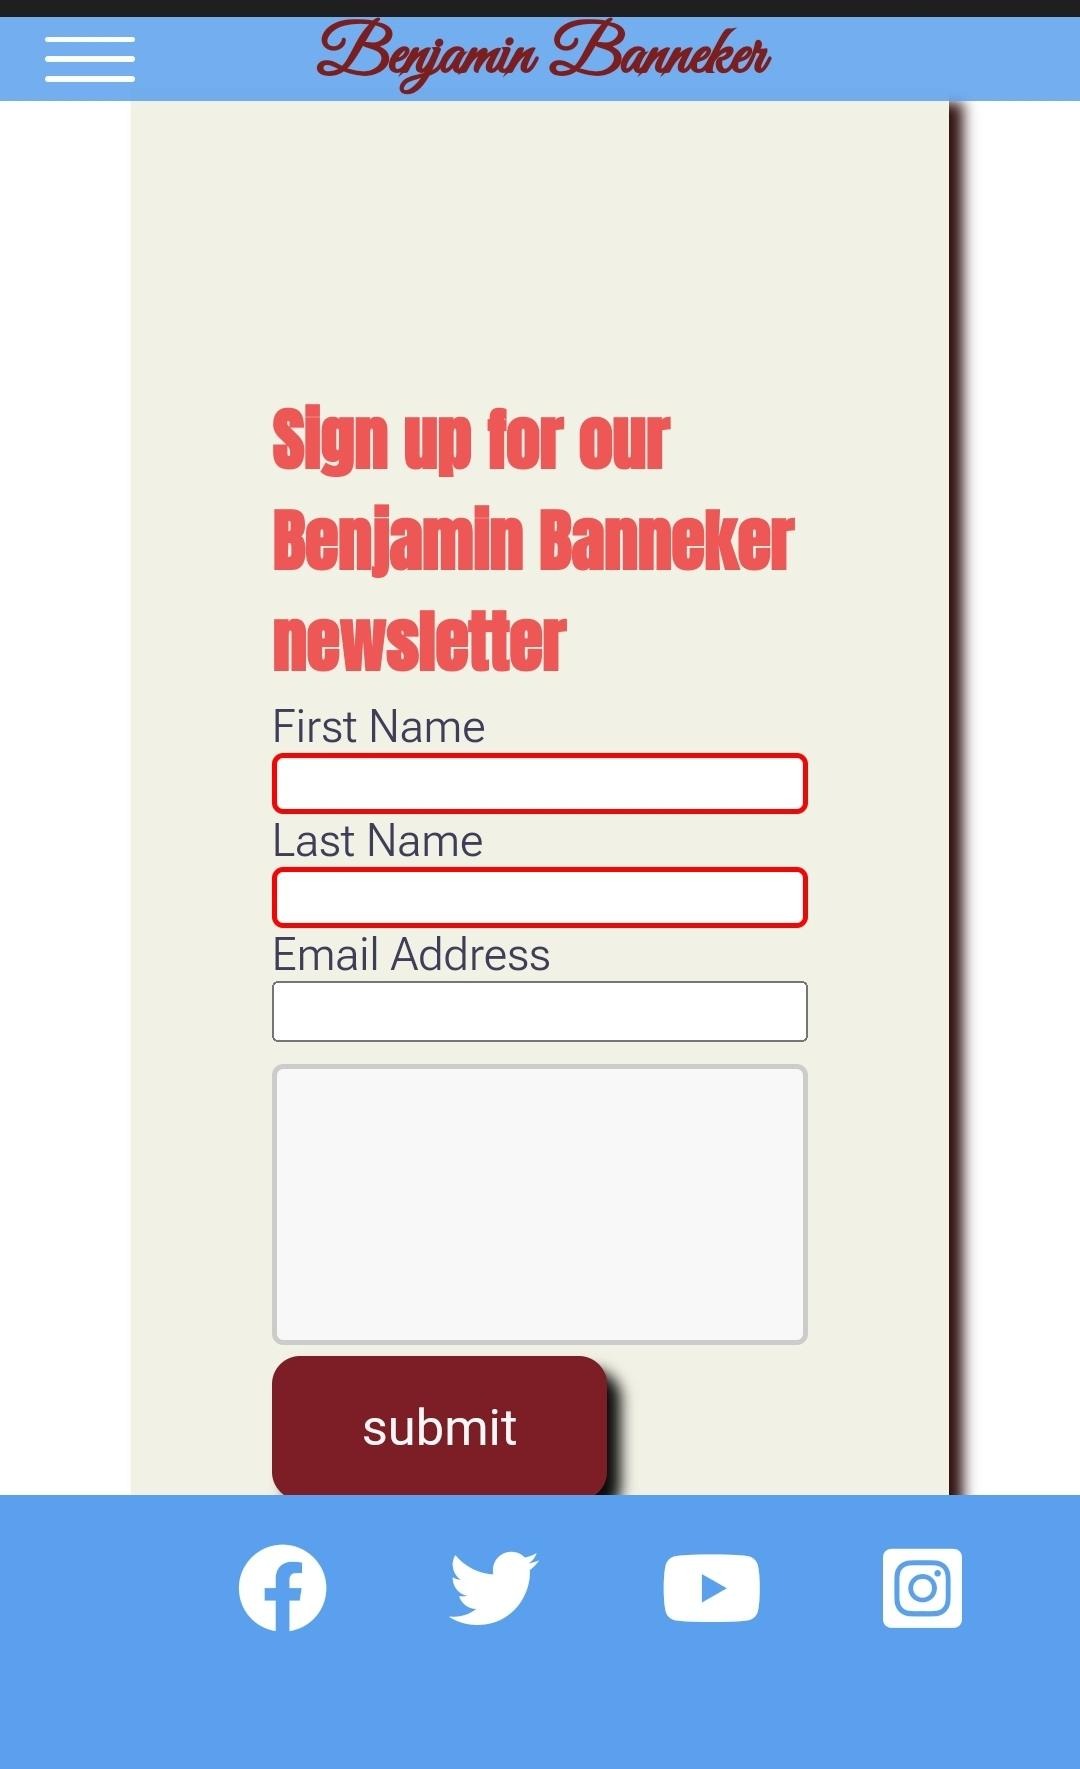 Benjamin Banneker
Sign up for our
Benjamin Banneker
newsletter
First Name
Last Name
Email Address
submit